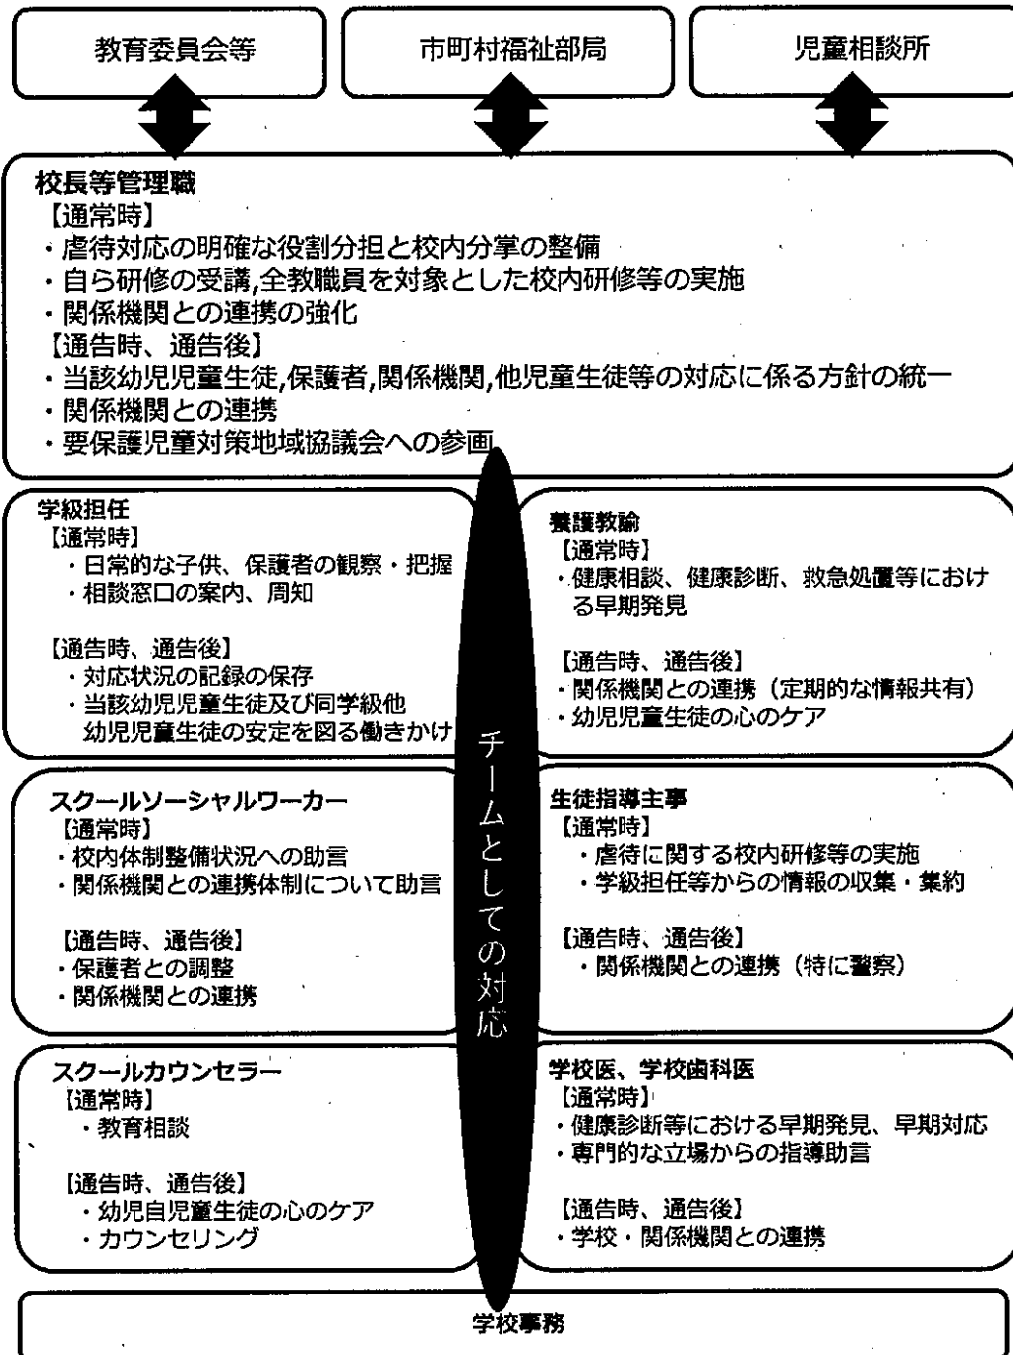 教育委員会等
市町村福祉部局
児童相談所
校長等管理職
【通常時】
・虐待対応の明確な役割分担と校内分掌の整備
・自ら研修の受講,全教職員を対象とした校内研修等の実施
・関係機関との連携の強化
【通告時、通告後】
・当該幼児児童生徒,保護者,関係機関,他児童生徒等の対応に係る方針の統一
・関係機関との連携
・要保護児童対策地域協議会への参画
学級担任
【通常時】
・日常的な子供、保護者の観察・把握
・相談窓口の案内、周知
【通告時、通告後】
・対応状況の記録の保存
・当該幼児児童生徒及び同学級他
幼児児童生徒の安定を図る働きかけ
養護教諭
【通常時】
・健康相談、健康診断、救急処置等におけ
る早期発見
【通告時、通告後】
・関係機関との連携（定期的な情報共有）
・幼児児童生徒の心のケア
チームとしての対応
スクールソーシャルワーカー
【通常時】
・校内体制整備状況への助言
・関係機関との連携体制について助言
【通告時、通告後】
・保護者との調整
・関係機関との連携
生徒指導主事
【通常時】
・虐待に関する校内研修等の実施
・学級担任等からの情報の収集・集約
【通告時、通告後】
・関係機関との連携（特に警察）
スクールカウンセラー
【通常時】
・教育相談
【通告時、通告後】
・幼児自児童生徒の心のケア
・カウンセリング
学校医、学校歯科医
【通常時】
・健康診断等における早期発見、早期対応
・専門的な立場からの指導助言
【通告時、通告後】
・学校・関係機関との連携
学校事務